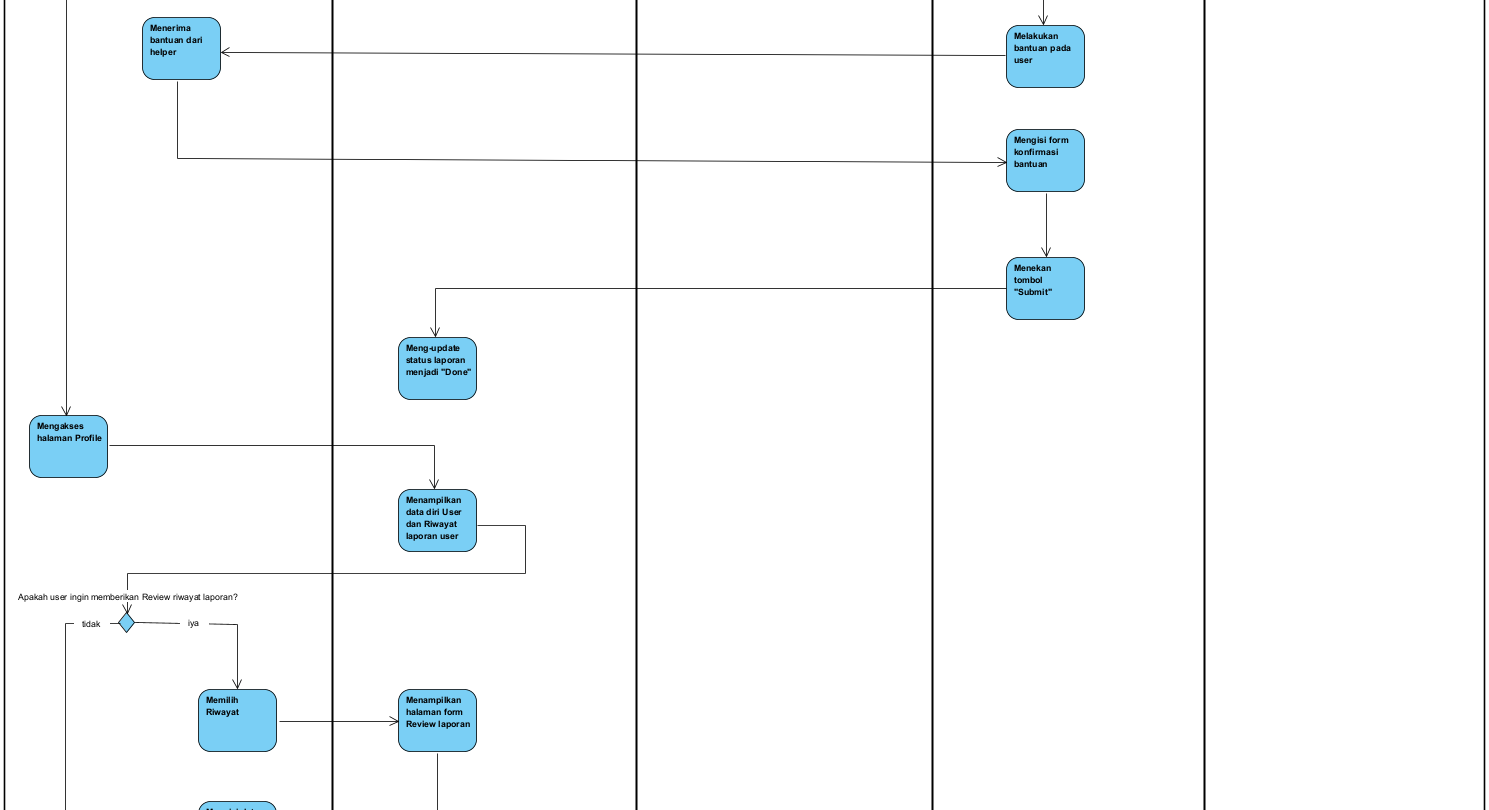 Menerima
bantuan dari
helper
Melakukan
bantuan pada
user
Mengisi form
konfirmasi
bantuan
Menekan
tombol
"Submit"
Meng-update
status laporan
menjadi "Done"
Mengakses
halaman Profile
Menampilkan
data diri User
dan Riwayat
laporan user
Apakah user ingin memberikan Review riwayat laporan?
tidak
iya
Memilih
Riwayat
Menampilkan
halaman form
Review laporan